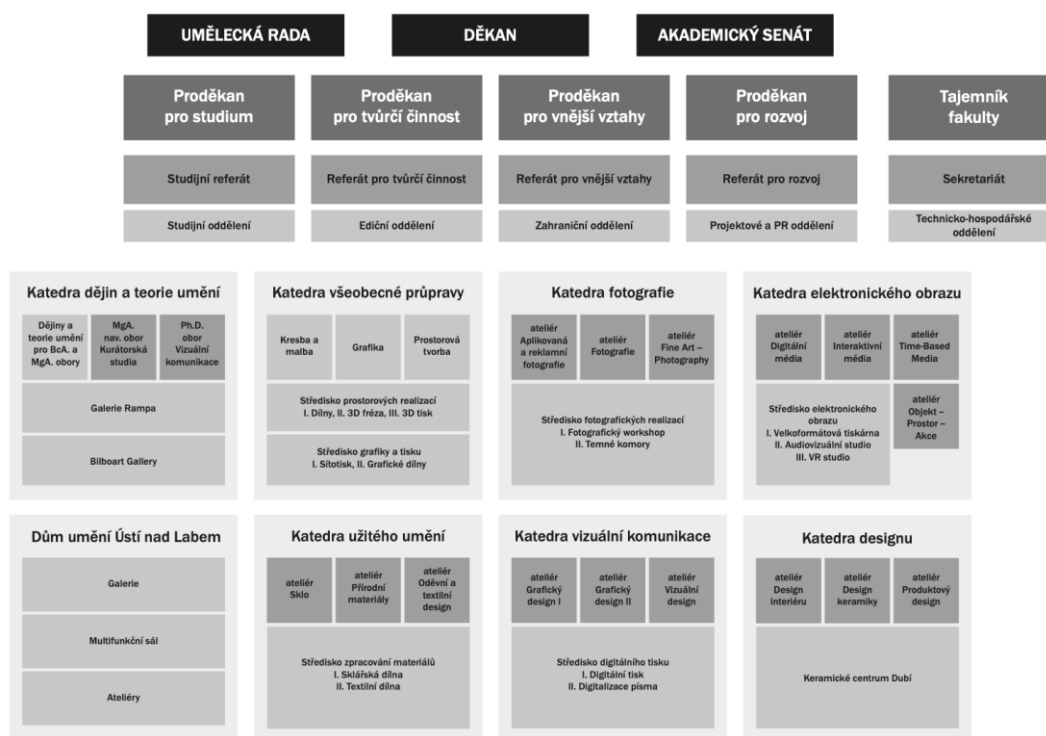 UMĚLECKÁ RADA
DĚKAN
AKADEMICKÝ SENÁT
Proděkan
pro studium
Proděkan
pro tvůrčí činnost
Proděkan
pro vnější vztahy
Proděkan
pro rozvoj
Tajemník
fakulty
Studijní referát
Referát pro tvůrčí činnost
Referát pro vnější vztahy
Referát pro rozvoj
Sekretariát
Studijní oddělení
Ediční oddělení
Zahraniční oddělení
Projektové a PR oddělení
Technicko-hospodářské
oddělení
Katedra dějin a teorie umění
Dějiny a
teorie umění
pro BcA. a
MgA. obory
MgA.
nav. obor
Kurátorská
studia
Ph.D.
obor
Vizuální
komunikace
Galerie Rampa
Bilboart Gallery
Katedra všeobecné průpravy
Kresba a
malba
Grafika
Prostorová
tvorba
Středisko prostorových realizací
I. Dílny, II. 3D fréza, III. 3D tisk
Středisko grafiky a tisku
I. Sítotisk, II. Grafické dílny
Katedra fotografie
ateliér
Aplikovaná
a reklamní
fotografie
ateliér
Fotografie
ateliér
Fine Art –
Photography
Středisko fotografických realizací
I. Fotografický workshop
II. Temné komory
Katedra elektronického obrazu
ateliér
Digitální
média
ateliér
Interaktivní
média
ateliér
Time-Based
Media
Středisko elektronického
obrazu
I. Velkoformátová tiskárna
II. Audiovizuální studio
III. VR studio
ateliér
Objekt –
Prostor –
Akce
Dům umění Ústí nad Labem
Galerie
Multifunkční sál
Ateliéry
Katedra užitého umění
ateliér
Sklo
ateliér
Přírodní
materiály
ateliér
Oděvní a
textilní
design
Středisko zpracování materiálů
I. Sklářská dílna
II. Textilní dílna
Katedra vizuální komunikace
ateliér
Grafický
design I
ateliér
Grafický
design II
ateliér
Vizuální
design
Středisko digitálního tisku
I. Digitální tisk
II. Digitalizace písma
Katedra designu
ateliér
Design
interiéru
ateliér
Design
keramiky
ateliér
Produktový
design
Keramické centrum Dubí